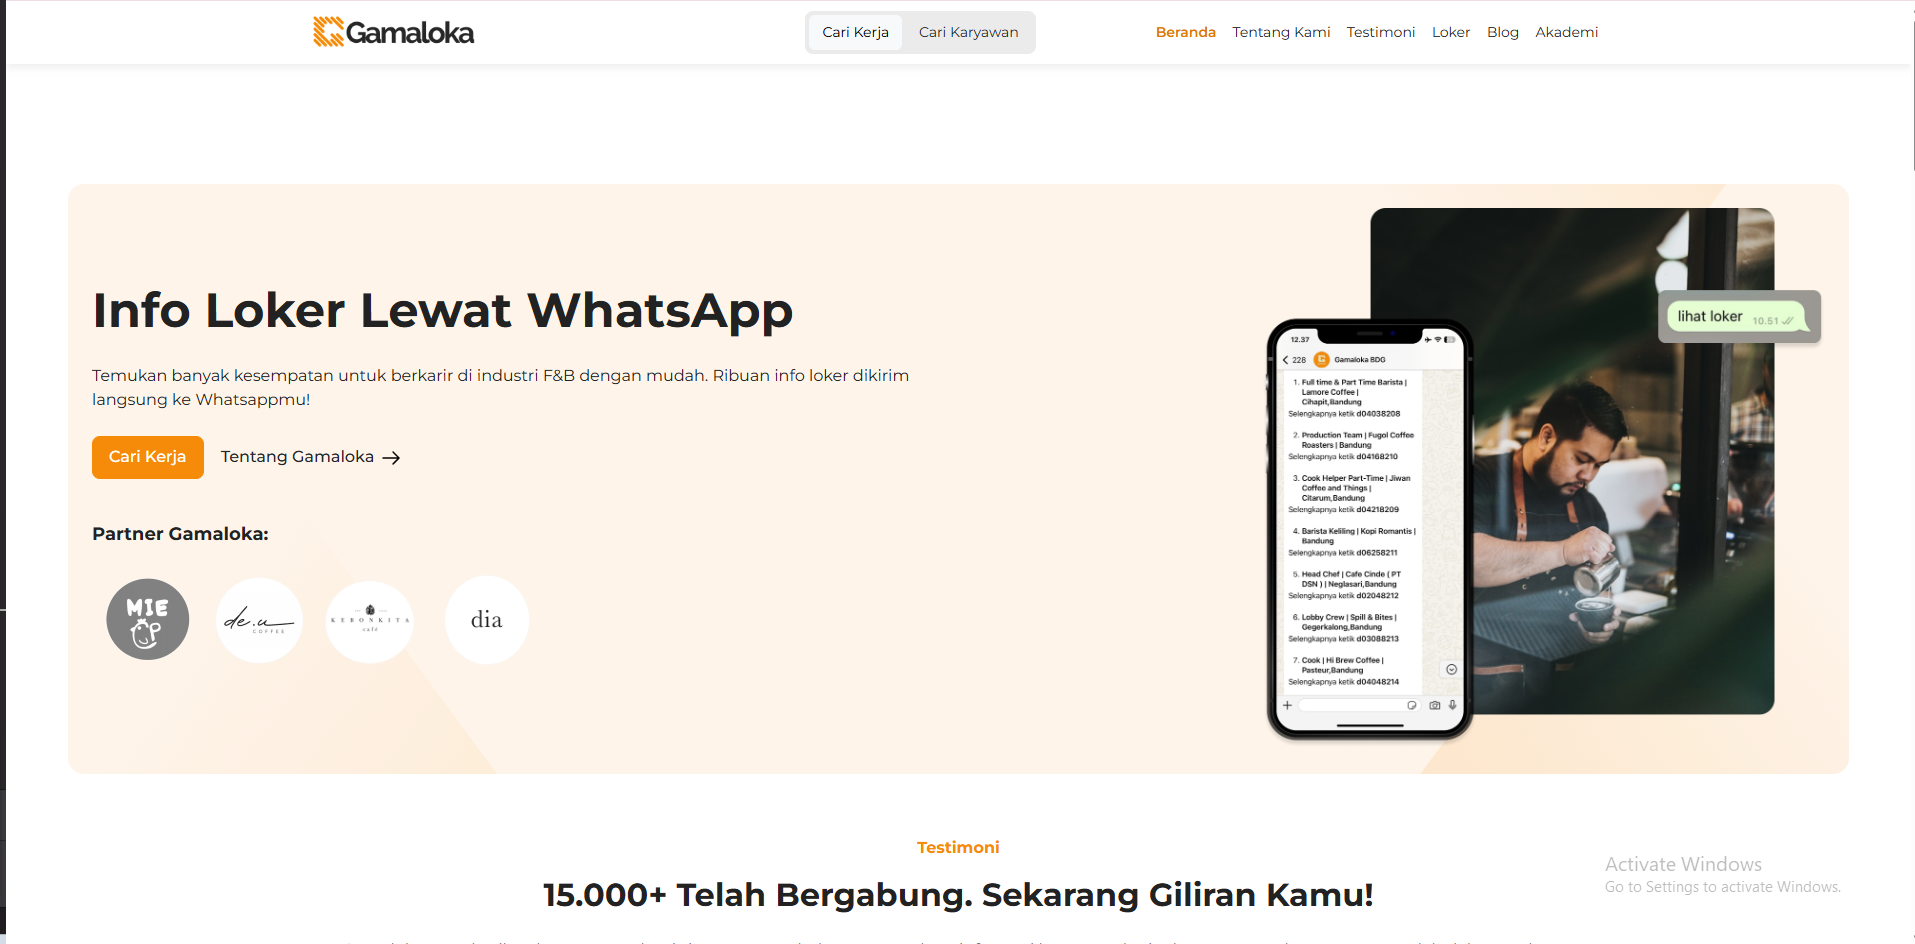 Gamaloka
Cari Kerja
Cari Karyawan
Beranda
Tentang Kami
Testimoni
Loker
Blog
Akademi
Info Loker Lewat WhatsApp
Temukan banyak kesempatan untuk berkarir di industri F&B dengan mudah. Ribuan info loker dikirim
langsung ke Whatsappmu!
Cari Kerja
Tentang Gamaloka →
Partner Gamaloka:
MIE
UP
de.u
COFFEE
KEBONKITA
café
dia
lihat loker 10.51
12.37
228 Gamaloka BDG
1. Full time & Part Time Barista |
Lamore Coffee |
Cihapit,Bandung
Selengkapnya ketik d04038208
2. Production Team | Fugol Coffee
Roasters | Bandung
Selengkapnya ketik d04168210
3. Cook Helper Part-Time | Jiwan
Coffee and Things |
Citarum,Bandung
Selengkapnya ketik d04218209
4. Barista Keliling | Kopi Romantis |
Bandung
Selengkapnya ketik d06258211
5. Head Chef | Cafe Cinde ( PT
DSN ) | Neglasari,Bandung
Selengkapnya ketik d02048212
6. Lobby Crew | Spill & Bites |
Gegerkalong,Bandung
Selengkapnya ketik d03088213
7. Cook | Hi Brew Coffee |
Pasteur,Bandung
Selengkapnya ketik d04048214
Testimoni
15.000+ Telah Bergabung. Sekarang Giliran Kamu!
Activate Windows
Go to Settings to activate Windows.